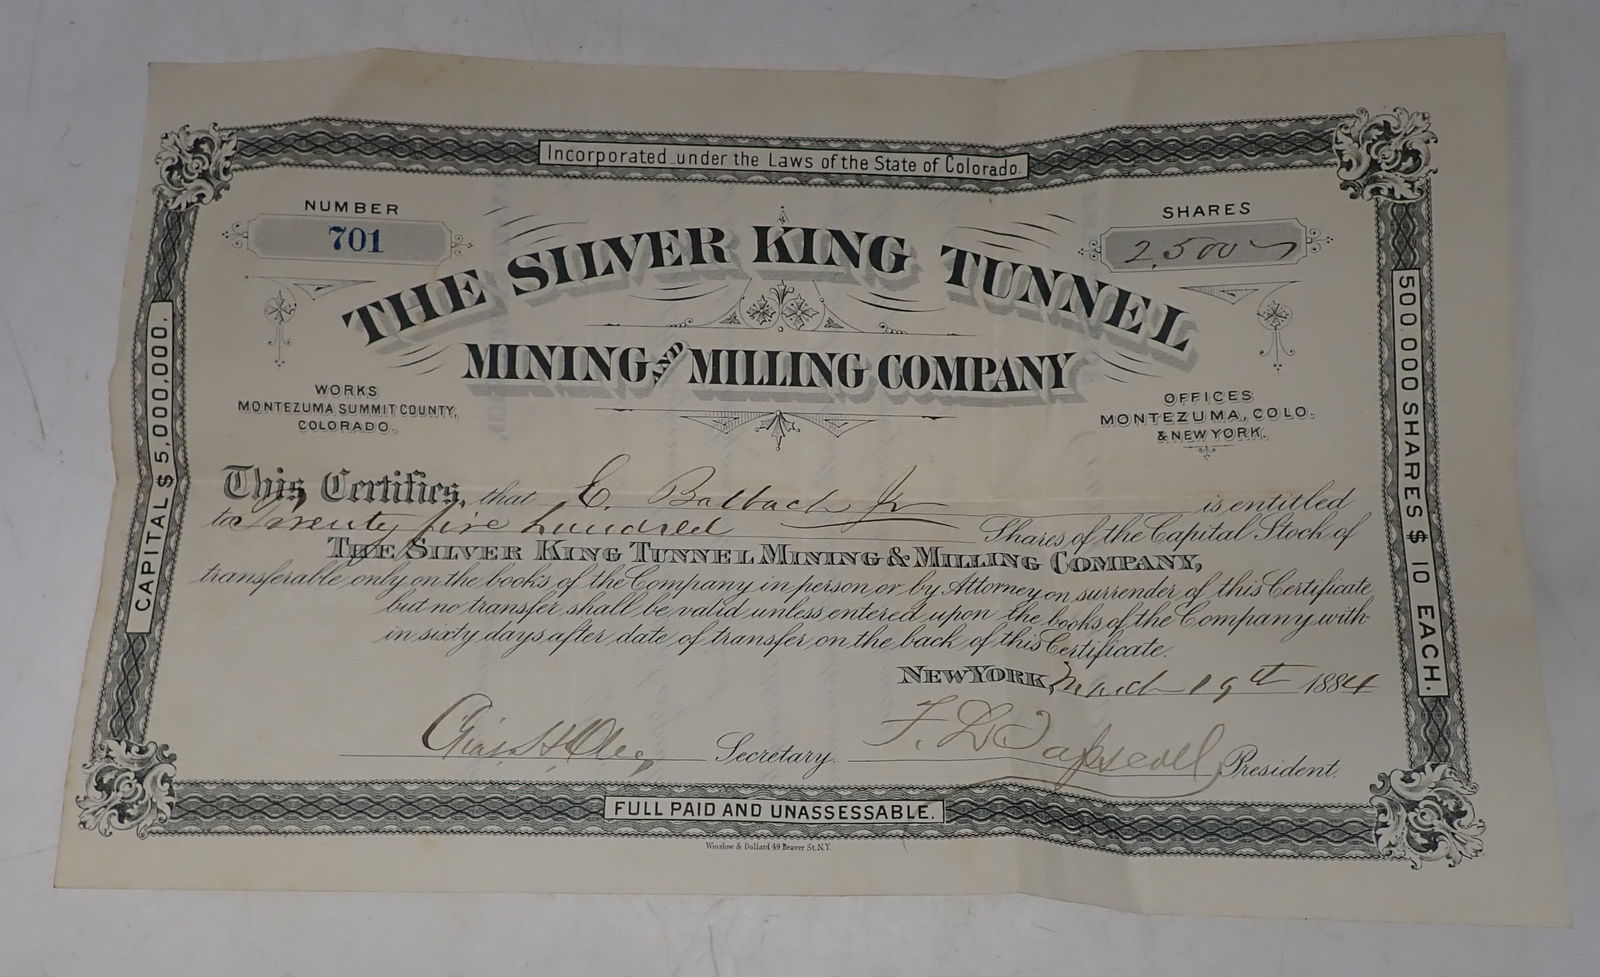 Incorporated under the Laws of the State of Colorado.
NUMBER
701
SHARES
2,500
THE SILVER KING TUNNEL
MINING AND MILLING COMPANY
WORKS
MONTEZUMA SUMMIT COUNTY,
COLORADO.
OFFICES
MONTEZUMA, COLO.
& NEW YORK.
CAPITAL $ 5,000,000.
500,000 SHARES $ 10 EACH.
This Certifies, that C. Balbach Jr is entitled
to Twenty five hundred Shares of the Capital Stock of
THE SILVER KING TUNNEL MINING & MILLING COMPANY,
transferable only on the books of the Company in person or by Attorney on surrender of this Certificate
but no transfer shall be valid unless entered upon the books of the Company with-
in sixty days after date of transfer on the back of this Certificate.
NEW YORK, March 19th 1884
Chas. H. Secretary. F. L. President.
FULL PAID AND UNASSESSABLE.
Winslow & Dollard 49 Beaver St. N.Y.